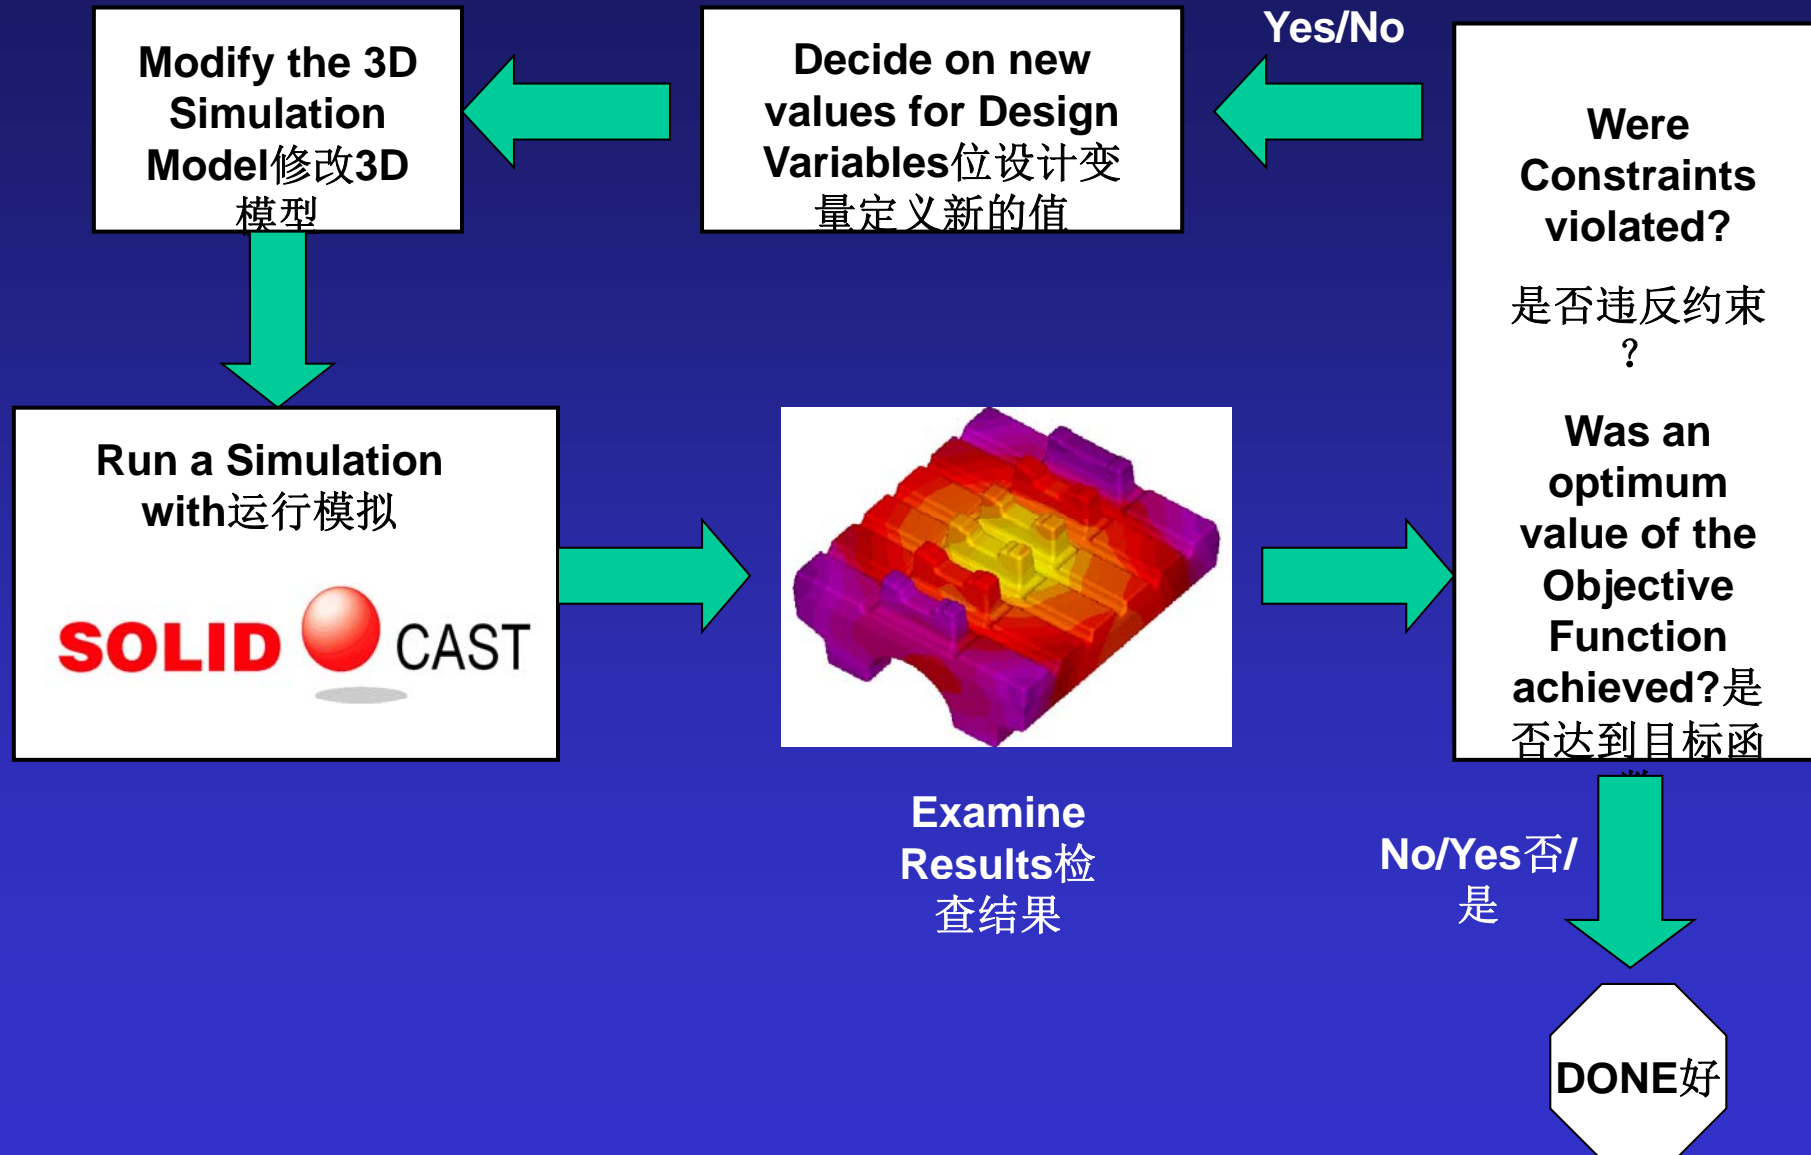 Modify the 3D
Simulation
Model修改3D
模型
Decide on new
values for Design
Variables位设计变
量定义新的值
Yes/No
Were
Constraints
violated?
是否违反约束
？
Was an
optimum
value of the
Objective
Function
achieved?是
否达到目标函
Run a Simulation
with运行模拟
SOLID CAST
Examine
Results检
查结果
No/Yes否/
是
DONE好